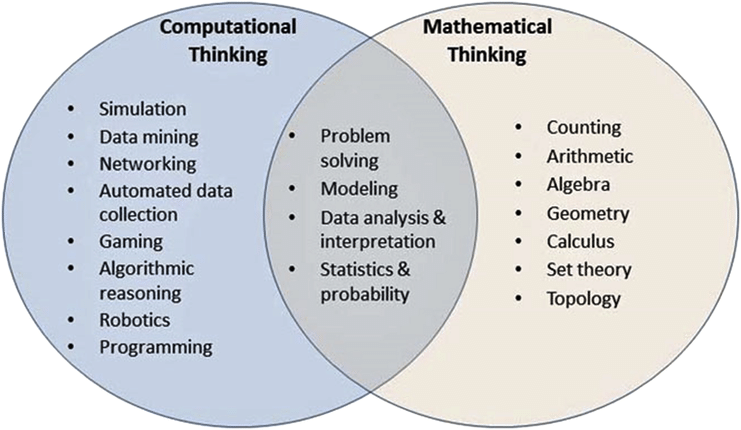 Computational
Thinking
• Simulation
• Data mining
• Networking
• Automated data
collection
• Gaming
• Algorithmic
reasoning
• Robotics
• Programming
• Problem
solving
• Modeling
• Data analysis &
interpretation
• Statistics &
probability
Mathematical
Thinking
• Counting
• Arithmetic
• Algebra
• Geometry
• Calculus
• Set theory
• Topology